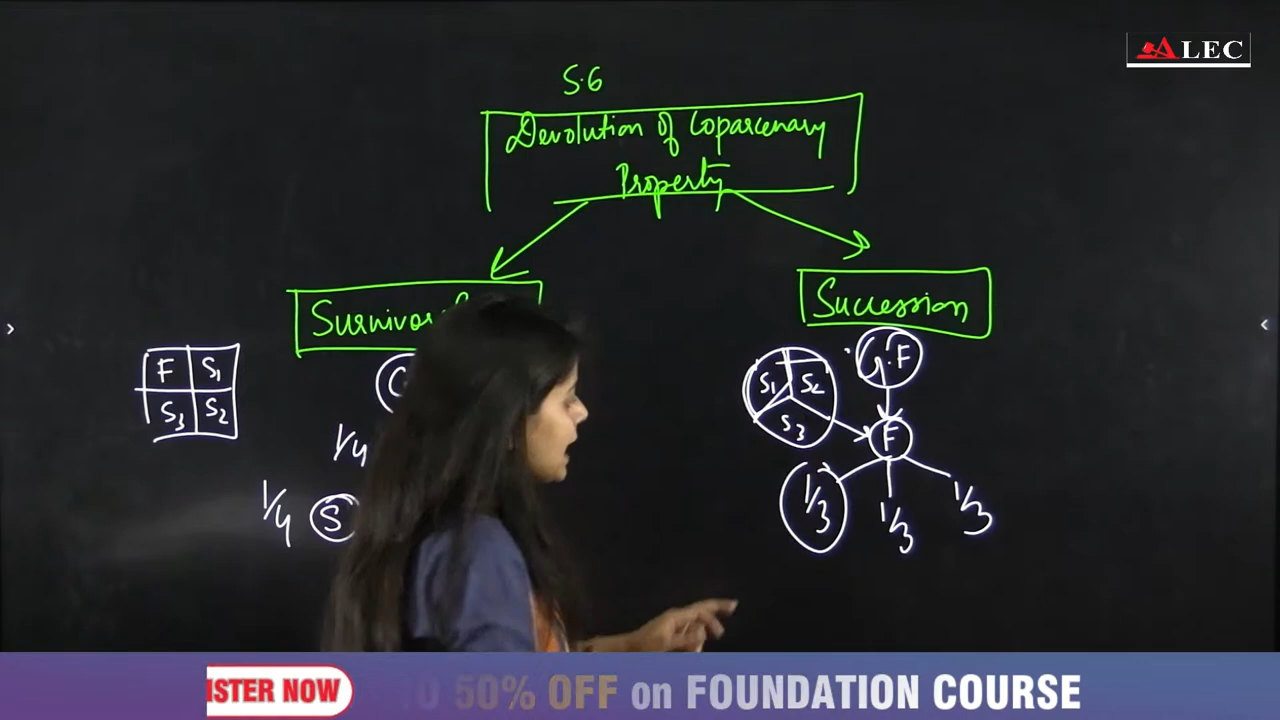 ALEC
S.6
Devolution of Coparcenary
Property
Succession
F S1
S3 S2
1/4
1/4 S
G.F
S1 S2
S3
F
1/3 1/3 1/3
ISTER NOW
50% OFF on FOUNDATION COURSE